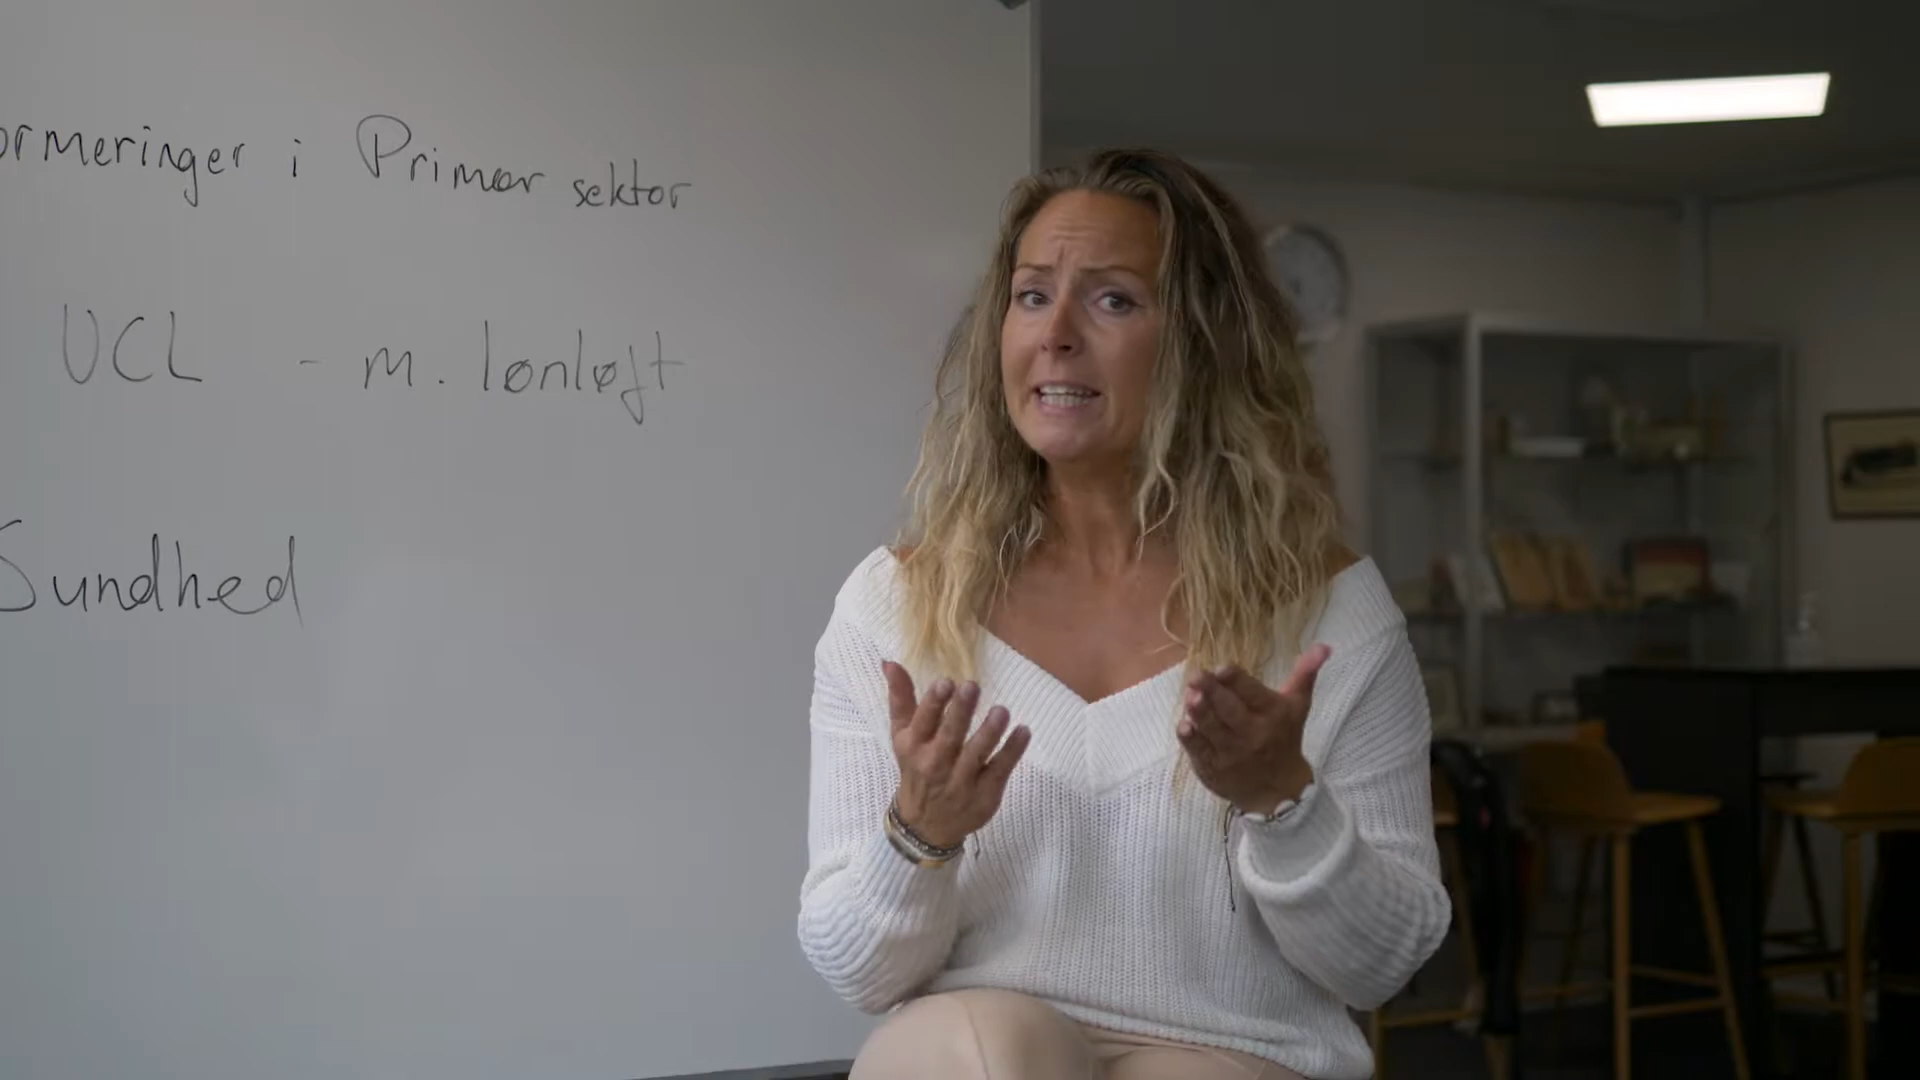 ormeringer i Primær sektor
UCL - m. lønløft
Sundhed